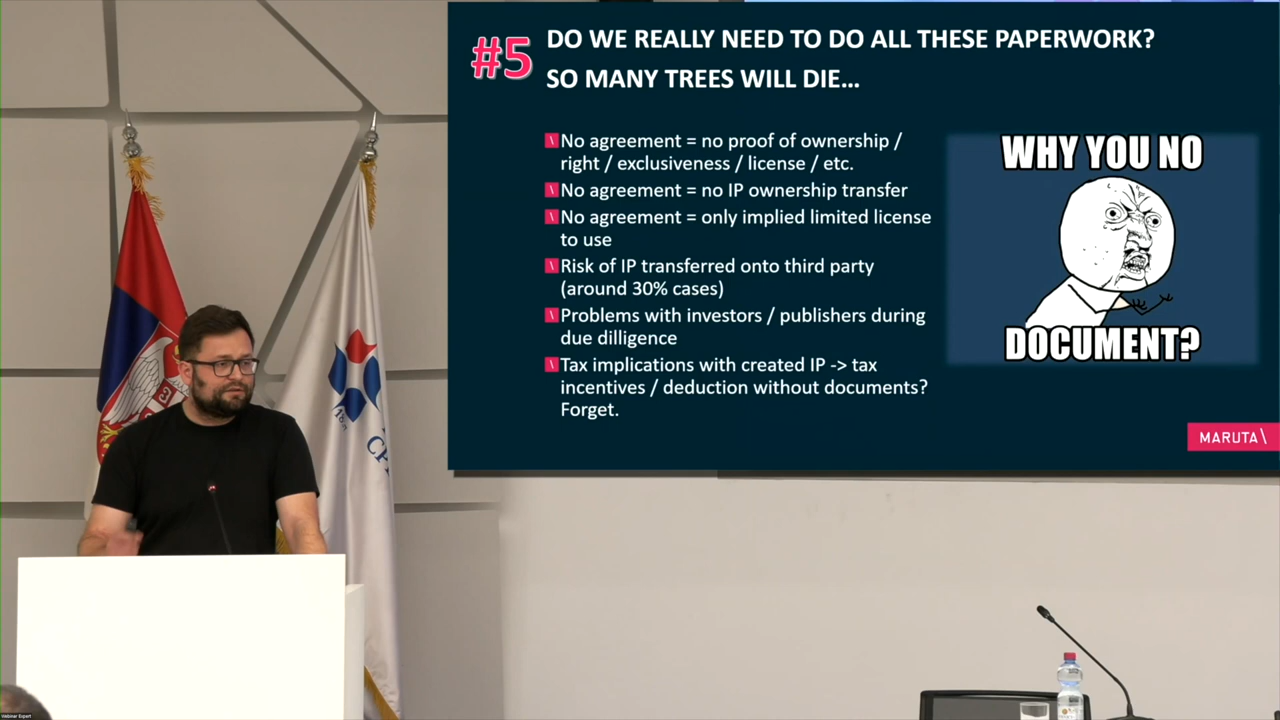 #5
DO WE REALLY NEED TO DO ALL THESE PAPERWORK?
SO MANY TREES WILL DIE...
No agreement = no proof of ownership /
right / exclusiveness / license / etc.
No agreement = no IP ownership transfer
No agreement = only implied limited license
to use
Risk of IP transferred onto third party
(around 30% cases)
Problems with investors / publishers during
due dilligence
Tax implications with created IP -> tax
incentives / deduction without documents?
Forget.
WHY YOU NO
DOCUMENT?
MARUTA\
Webinar Expert